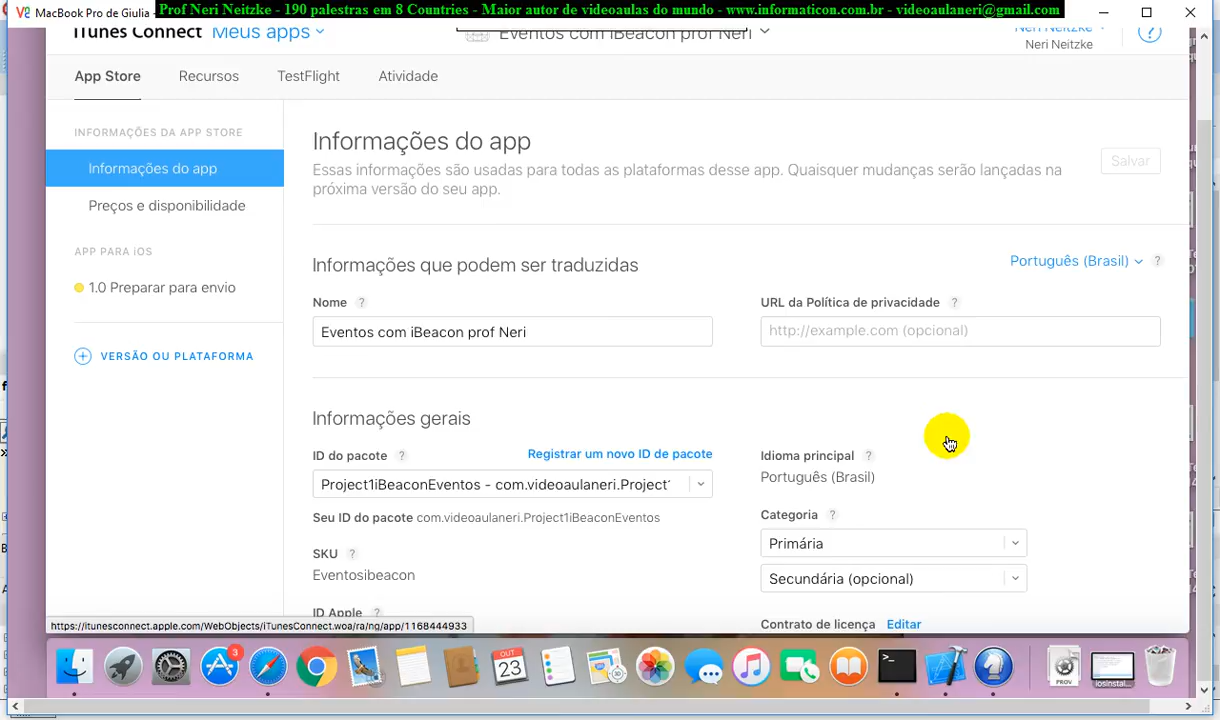 MacBook Pro de Giulia -
Prof Neri Neitzke - 190 palestras em 8 Countries - Maior autor de videoaulas do mundo - www.informaticon.com.br - videoaulaneri@gmail.com
iTunes Connect Meus apps
Eventos com iBeacon prof Neri
Neri Neitzke
Neri Neitzke
?
App Store Recursos TestFlight Atividade
INFORMAÇÕES DA APP STORE
Informações do app
Preços e disponibilidade
APP PARA iOS
1.0 Preparar para envio
VERSÃO OU PLATAFORMA
Informações do app
Salvar
Essas informações são usadas para todas as plataformas desse app. Quaisquer mudanças serão lançadas na
próxima versão do seu app.
Informações que podem ser traduzidas
Português (Brasil) ?
Nome ?
Eventos com iBeacon prof Neri
URL da Política de privacidade ?
http://example.com (opcional)
Informações gerais
ID do pacote ? Registrar um novo ID de pacote
Project1iBeaconEventos - com.videoaulaneri.Project1
Seu ID do pacote com.videoaulaneri.Project1iBeaconEventos
SKU ?
Eventosibeacon
ID Apple ?
Idioma principal ?
Português (Brasil)
Categoria ?
Primária
Secundária (opcional)
Contrato de licença Editar
https://itunesconnect.apple.com/WebObjects/iTunesConnect.woa/ra/ng/app/1168444933
3
OUT
23
PROV